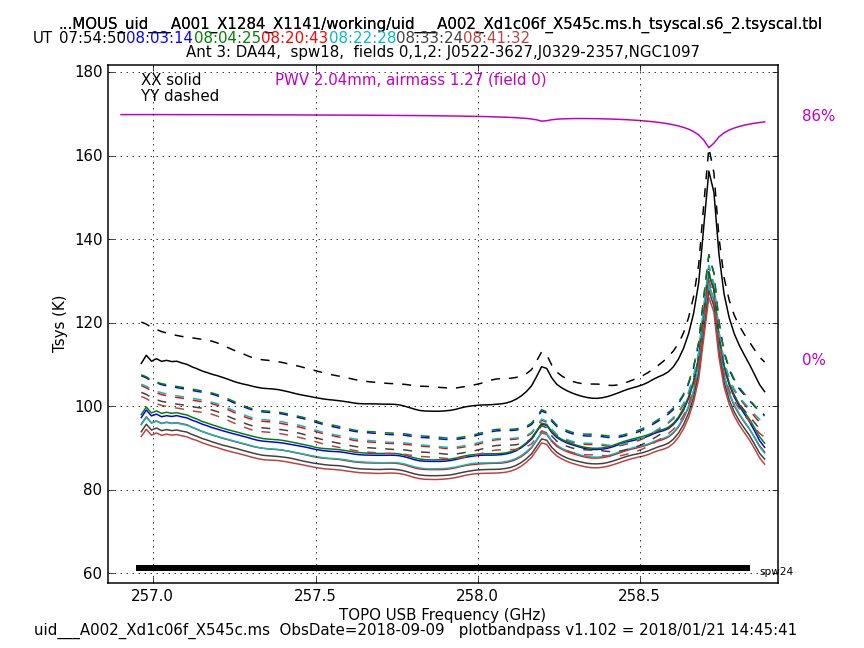 ...MOUS_uid___A001_X1284_X1141/working/uid___A002_Xd1c06f_X545c.ms.h_tsyscal.s6_2.tsyscal.tbl
UT 07:54:50 08:03:14 08:04:25 08:20:43 08:22:28 08:33:24 08:41:32
Ant 3: DA44,  spw18,  fields 0,1,2: J0522-3627,J0329-2357,NGC1097
180
XX solid
PWV 2.04mm, airmass 1.27 (field 0)
YY dashed
86%
160
140
120
Tsys (K)
0%
100
80
60
spw24
257.0 257.5 258.0 258.5
TOPO USB Frequency (GHz)
uid___A002_Xd1c06f_X545c.ms  ObsDate=2018-09-09   plotbandpass v1.102 = 2018/01/21 14:45:41